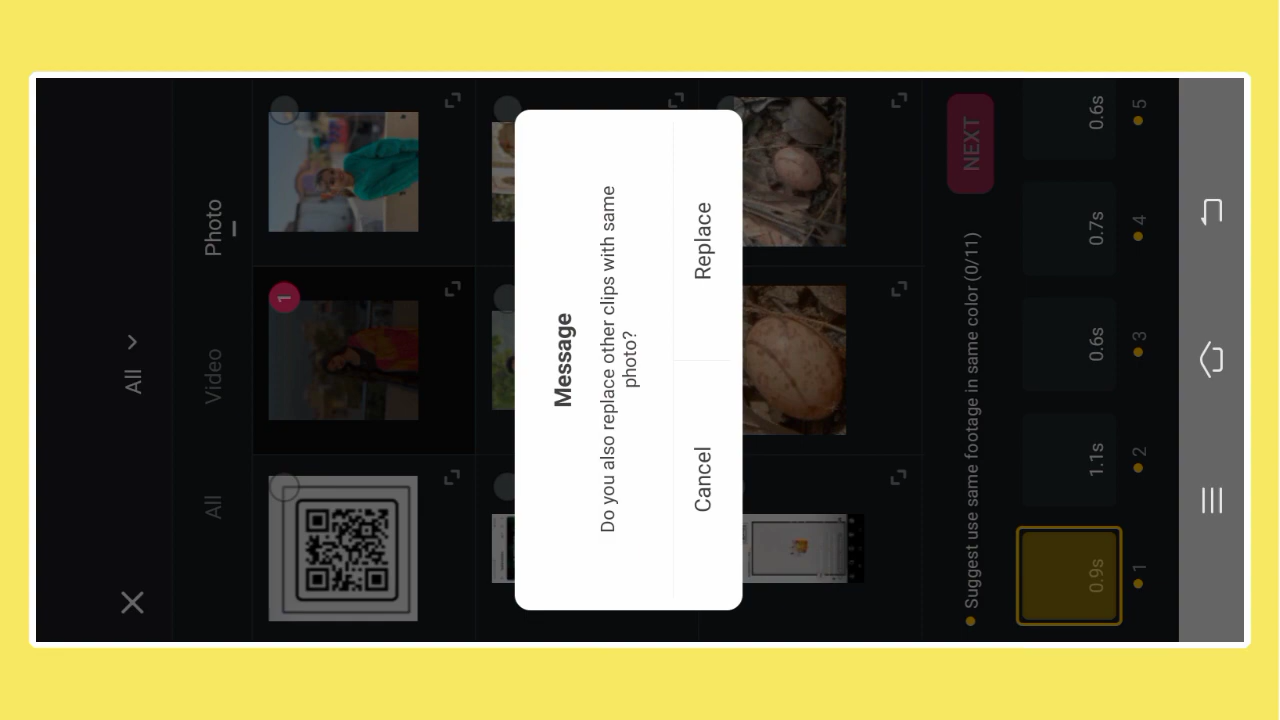 All
All
Video
Photo
1
Message
Do you also replace other clips with same
photo?
Cancel
Replace
Suggest use same footage in same color (0/11)
NEXT
0.9s
1.1s
0.6s
0.7s
0.6s
1
2
3
4
5